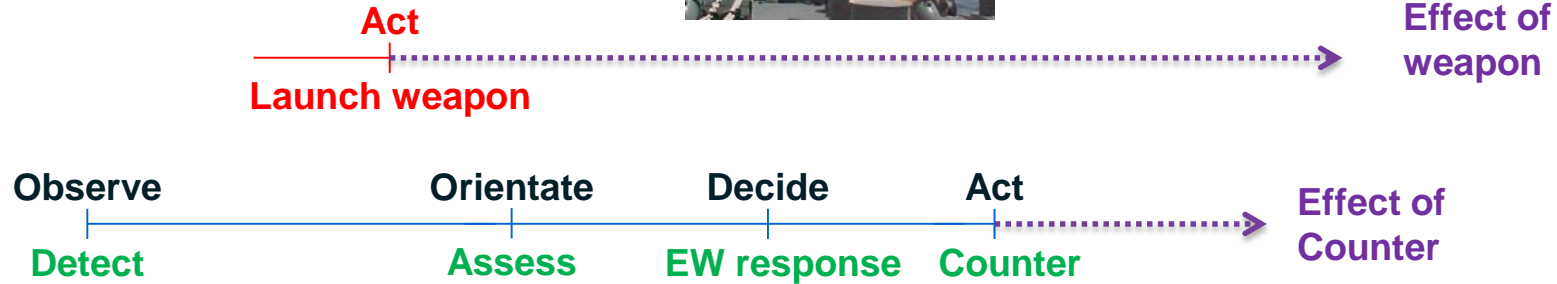 Act
Effect of
weapon
Launch weapon
Observe
Orientate
Decide
Act
Effect of
Counter
Detect
Assess
EW response
Counter